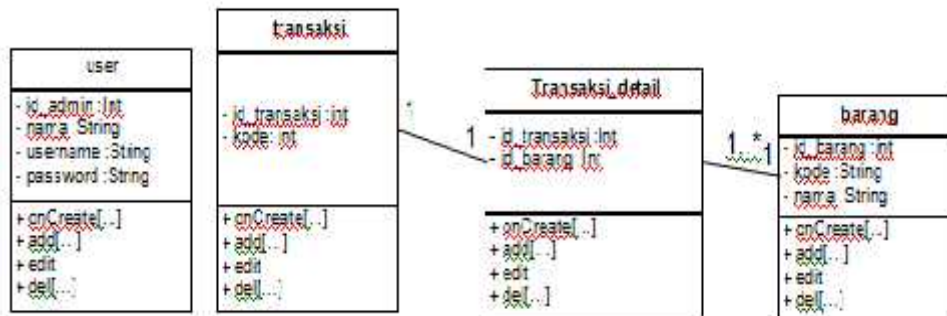 user
- id_admin :Int
- nama String
- username :String
- password :String
+ onCreate[...]
+ add[...]
+ edit
+ del[...]
transaksi
- id_transaksi :int
- kode: int
+ onCreate[...]
+ add[...]
+ edit
+ del[...]
*
1
Transaksi_detail
- id_transaksi :Int
- id_barang Int
+ onCreate[...]
+ add[...]
+ edit
+ del[...]
1..*
1
barang
- id_barang :int
- kode :String
- nama String
+ onCreate[...]
+ add[...]
+ edit
+ del[...]